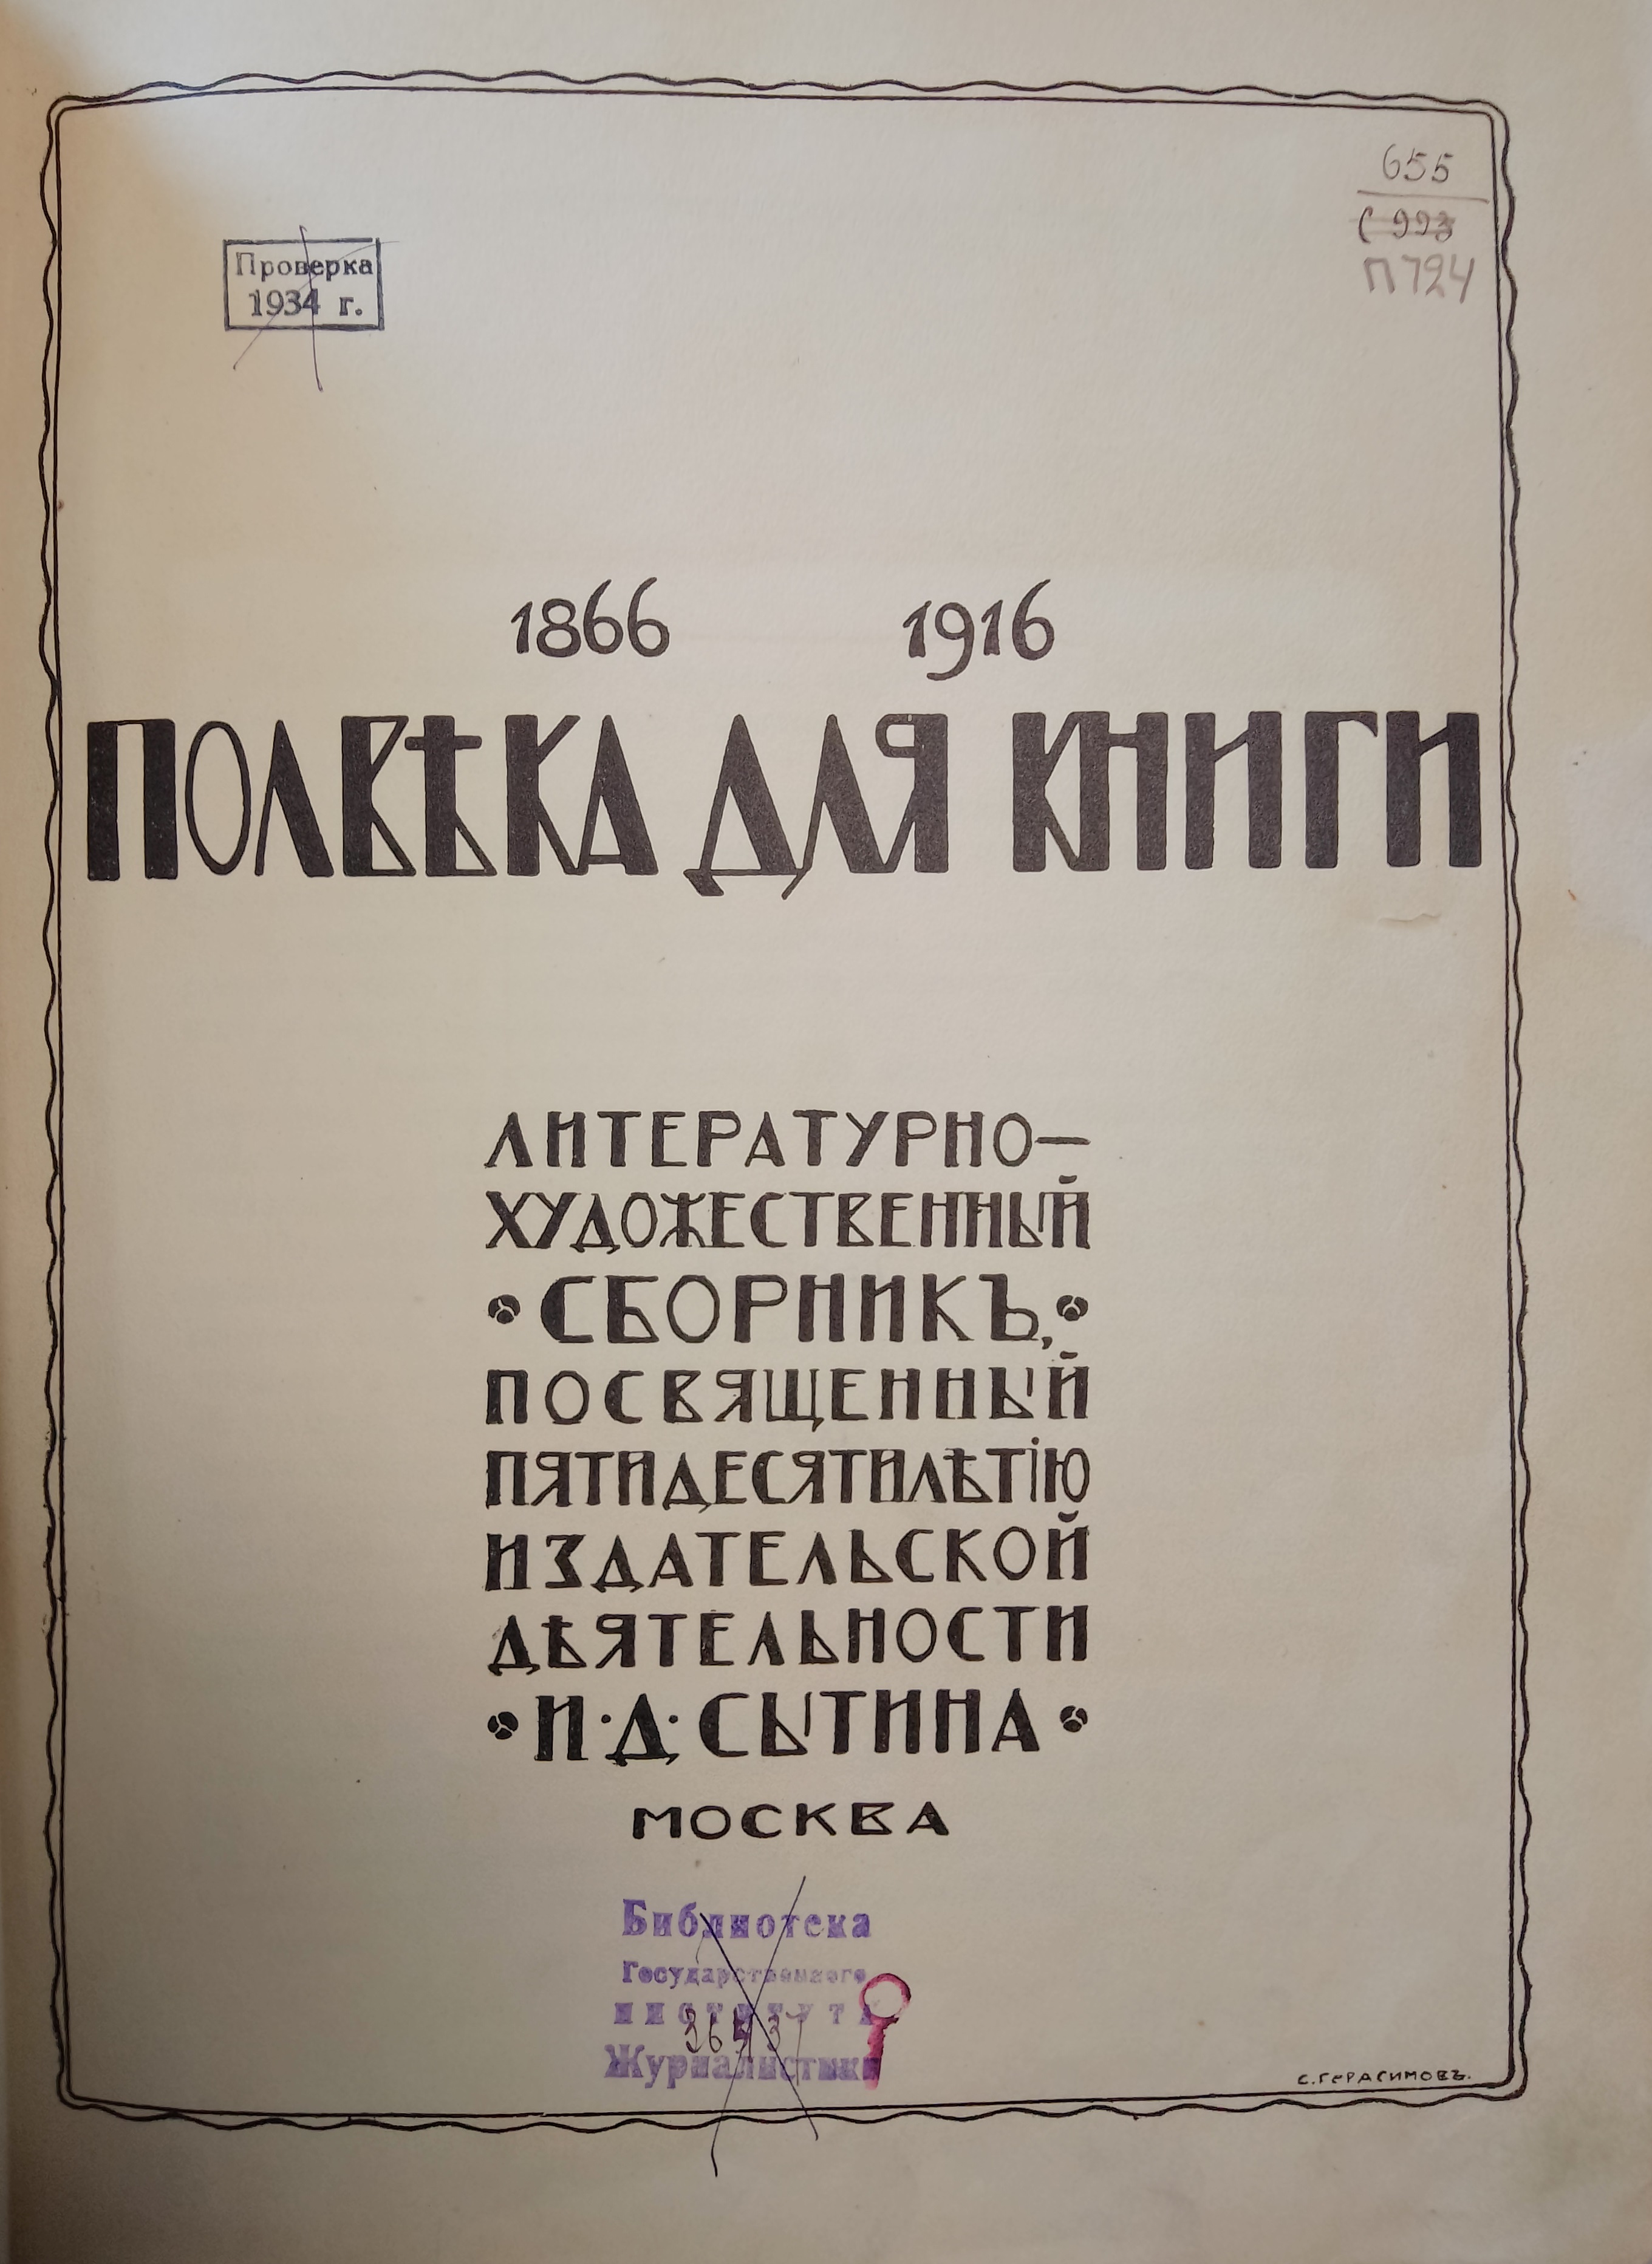 655
С 993
П724
Проверка
1934 г.
1866 1916
ПОЛВѢКА ДЛЯ КНИГИ
ЛИТЕРАТУРНО—
ХУДОЖЕСТВЕННЫЙ
СБОРНИКЪ,
ПОСВЯЩЕННЫЙ
ПЯТИДЕСЯТИЛѢТІЮ
ИЗДАТЕЛЬСКОЙ
ДѢЯТЕЛЬНОСТИ
И·Д·СЫТИНА
МОСКВА
Библиотека
Государственного
института
Журналистики
С.ГЕРАСИМОВЪ.